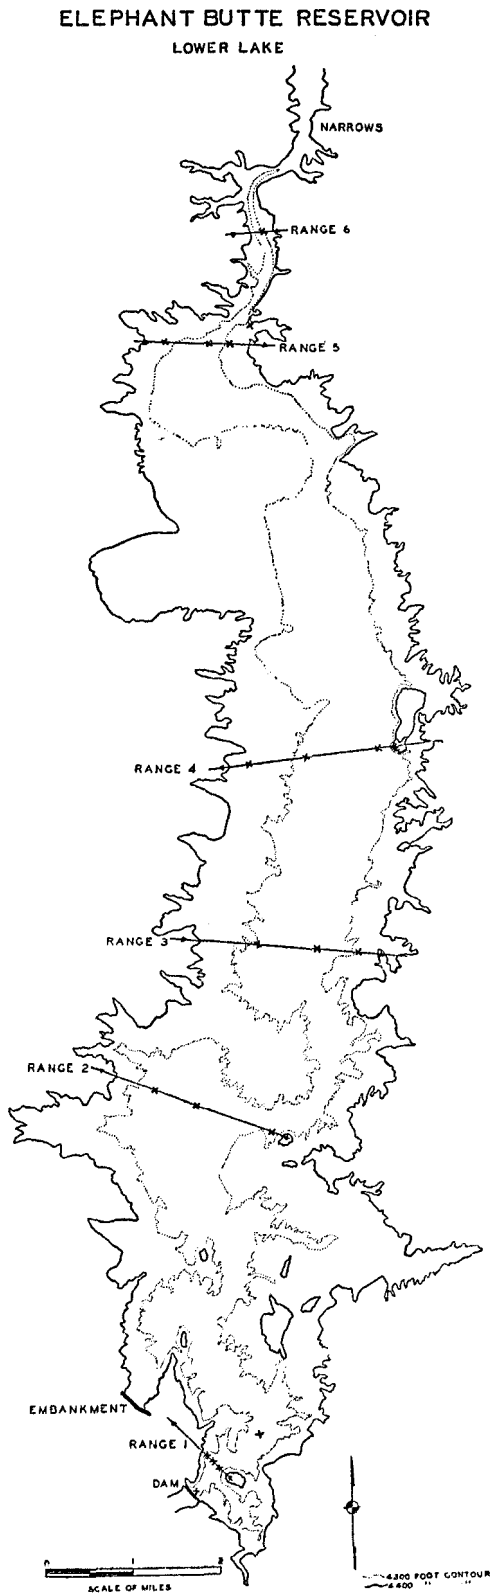 ELEPHANT BUTTE RESERVOIR
LOWER LAKE
NARROWS
RANGE 6
RANGE 5
RANGE 4
RANGE 3
RANGE 2
EMBANKMENT
RANGE 1
DAM
0 1 2
SCALE OF MILES
4300 FOOT CONTOUR
4400 " "